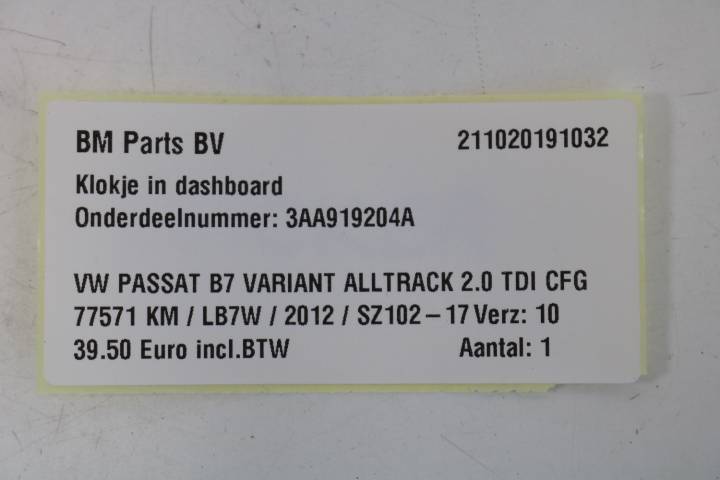 BM Parts BV 211020191032
Klokje in dashboard
Onderdeelnummer: 3AA919204A
VW PASSAT B7 VARIANT ALLTRACK 2.0 TDI CFG
77571 KM / LB7W / 2012 / SZ102-17 Verz: 10
39.50 Euro incl.BTW Aantal: 1